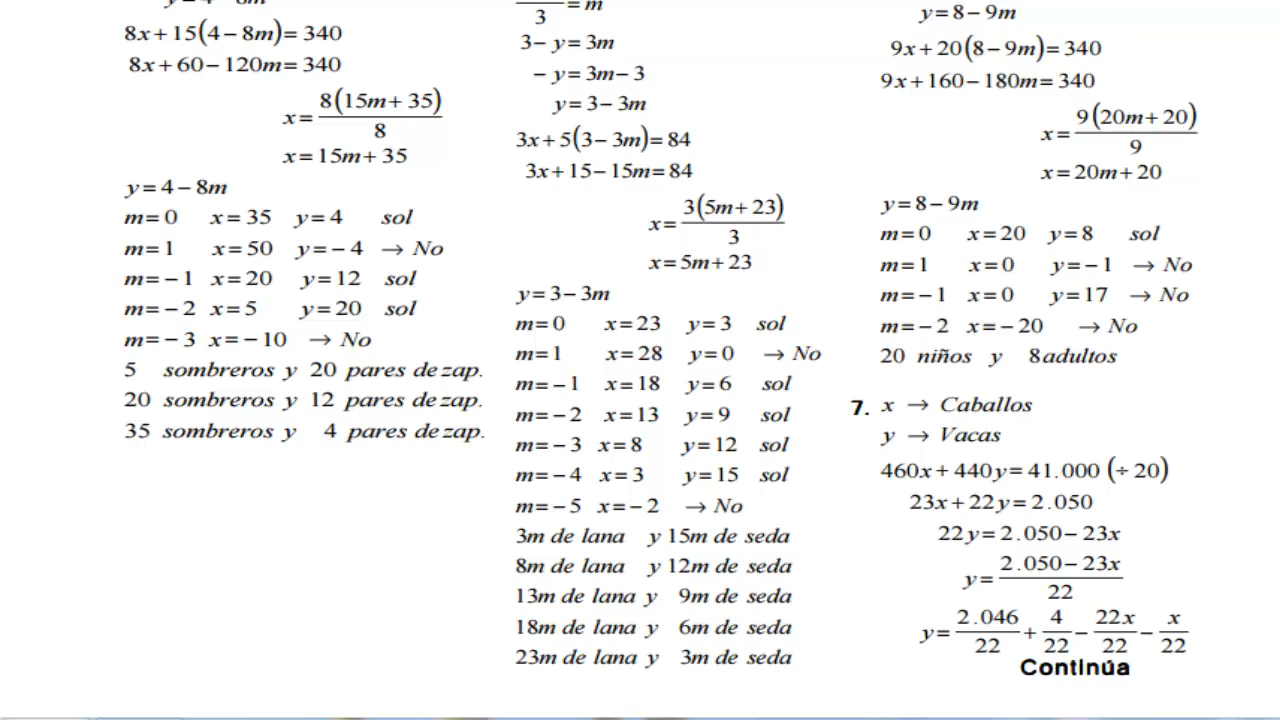 y=4-8m
8x+15(4-8m)=340
8x+60-120m=340
x=8(15m+35)/8
x=15m+35
y=4-8m
m=0 x=35 y=4 sol
m=1 x=50 y=-4 → No
m=-1 x=20 y=12 sol
m=-2 x=5 y=20 sol
m=-3 x=-10 → No
5 sombreros y 20 pares de zap.
20 sombreros y 12 pares de zap.
35 sombreros y 4 pares de zap.
3 =m
3-y=3m
-y=3m-3
y=3-3m
3x+5(3-3m)=84
3x+15-15m=84
x=3(5m+23)/3
x=5m+23
y=3-3m
m=0 x=23 y=3 sol
m=1 x=28 y=0 → No
m=-1 x=18 y=6 sol
m=-2 x=13 y=9 sol
m=-3 x=8 y=12 sol
m=-4 x=3 y=15 sol
m=-5 x=-2 → No
3m de lana y 15m de seda
8m de lana y 12m de seda
13m de lana y 9m de seda
18m de lana y 6m de seda
23m de lana y 3m de seda
y=8-9m
9x+20(8-9m)=340
9x+160-180m=340
x=9(20m+20)/9
x=20m+20
y=8-9m
m=0 x=20 y=8 sol
m=1 x=0 y=-1 → No
m=-1 x=0 y=17 → No
m=-2 x=-20 → No
20 niños y 8 adultos
7. x → Caballos
y → Vacas
460x+440y=41.000 (÷20)
23x+22y=2.050
22y=2.050-23x
y=2.050-23x/22
y=2.046/22+4/22-22x/22-x/22
Continúa